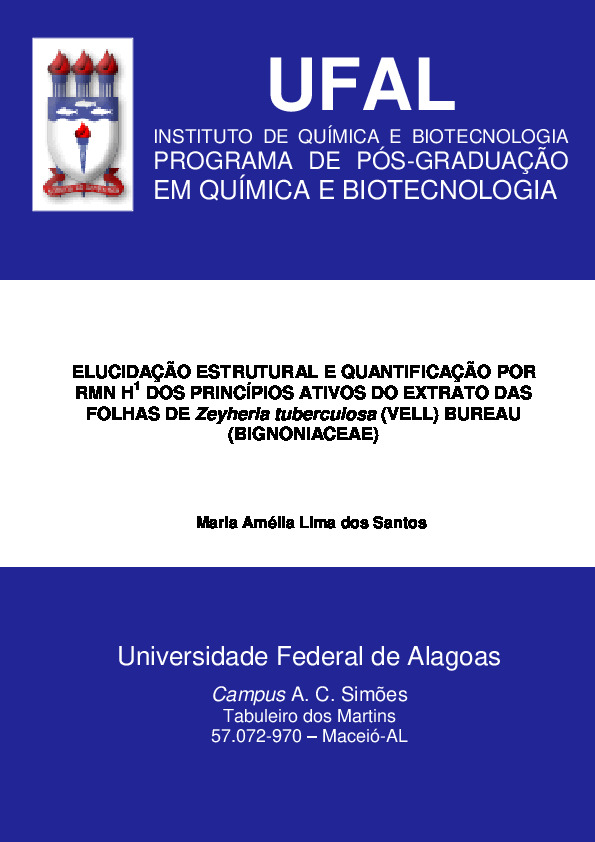 UFAL
INSTITUTO DE QUÍMICA E BIOTECNOLOGIA
PROGRAMA DE PÓS-GRADUAÇÃO
EM QUÍMICA E BIOTECNOLOGIA
ELUCIDAÇÃO ESTRUTURAL E QUANTIFICAÇÃO POR
RMN H¹ DOS PRINCÍPIOS ATIVOS DO EXTRATO DAS
FOLHAS DE Zeyheria tuberculosa (VELL) BUREAU
(BIGNONIACEAE)
Maria Amélia Lima dos Santos
Universidade Federal de Alagoas
Campus A. C. Simões
Tabuleiro dos Martins
57.072-970 – Maceió-AL